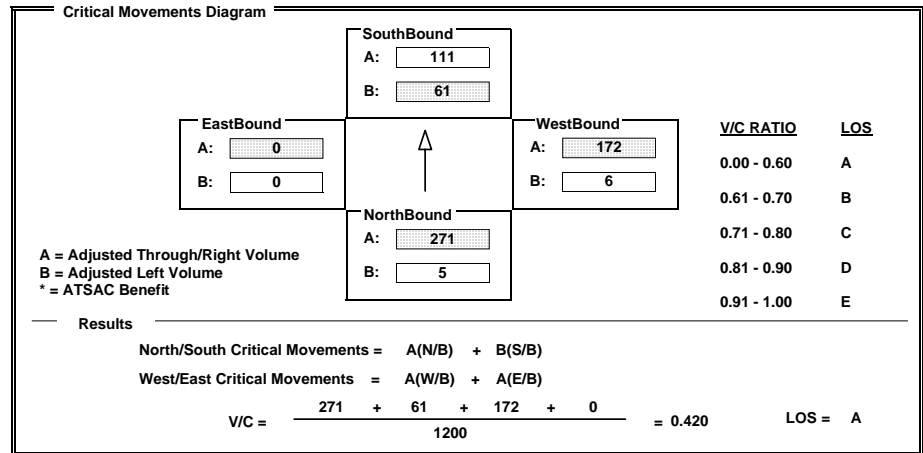 Critical Movements Diagram
SouthBound
A: 111
B: 61
EastBound
A: 0
B: 0
WestBound
A: 172
B: 6
NorthBound
A: 271
B: 5
V/C RATIO LOS
0.00 - 0.60 A
0.61 - 0.70 B
0.71 - 0.80 C
0.81 - 0.90 D
0.91 - 1.00 E
A = Adjusted Through/Right Volume
B = Adjusted Left Volume
* = ATSAC Benefit
Results
North/South Critical Movements = A(N/B) + B(S/B)
West/East Critical Movements = A(W/B) + A(E/B)
V/C = 271 + 61 + 172 + 0 = 0.420 LOS = A
1200